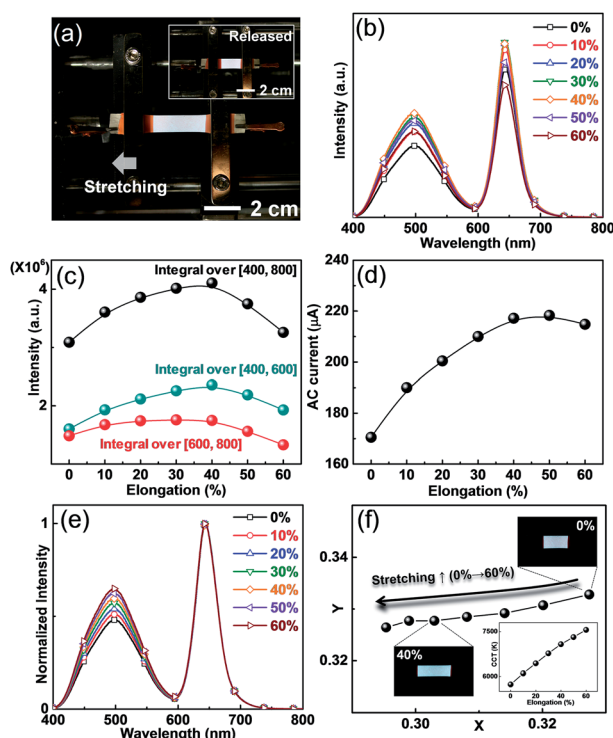 (a)
Released
2 cm
Stretching
2 cm
(b)
Intensity (a.u.)
0%
10%
20%
30%
40%
50%
60%
400 500 600 700 800
Wavelength (nm)
(c)
(X10⁶)
Intensity (a.u.)
4
2
Integral over [400, 800]
Integral over [400, 600]
Integral over [600, 800]
0 10 20 30 40 50 60
Elongation (%)
(d)
AC current (μA)
220
200
180
160
0 10 20 30 40 50 60
Elongation (%)
(e)
Normalized Intensity
1
0%
10%
20%
30%
40%
50%
60%
400 500 600 700 800
Wavelength (nm)
(f)
0%
0.34
Stretching ↑ (0%→60%)
Y
0.32
40%
CCT (K)
7500
6000
0 10 20 30 40 50 60
Elongation (%)
0.30 0.32
X